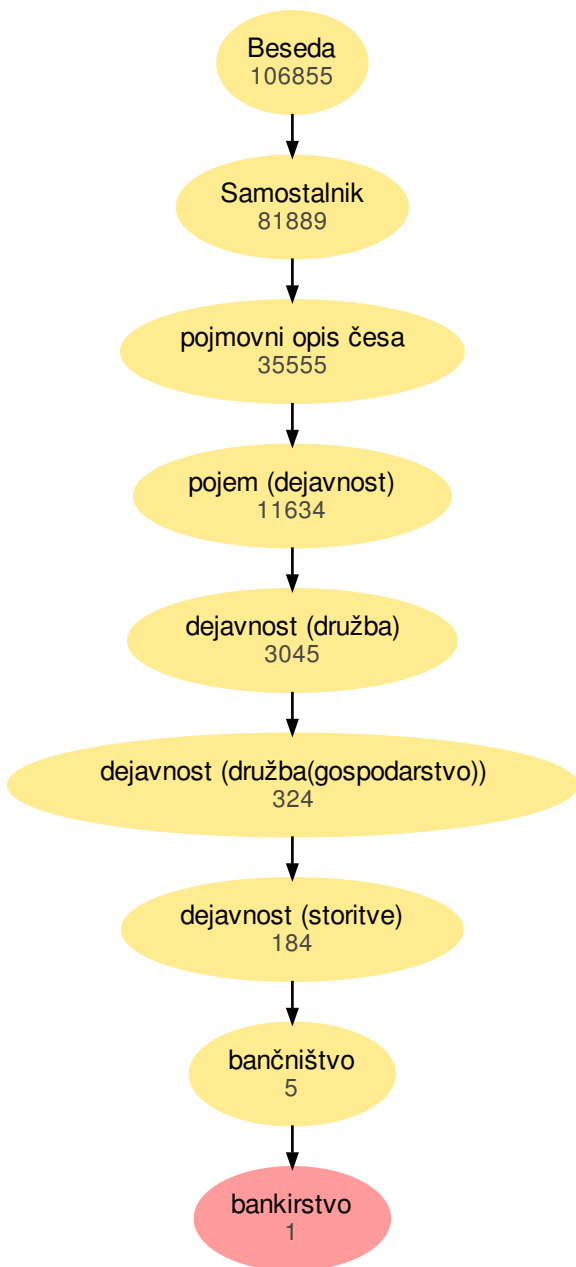 Beseda
106855
Samostalnik
81889
pojmovni opis česa
35555
pojem (dejavnost)
11634
dejavnost (družba)
3045
dejavnost (družba(gospodarstvo))
324
dejavnost (storitve)
184
bančništvo
5
bankirstvo
1